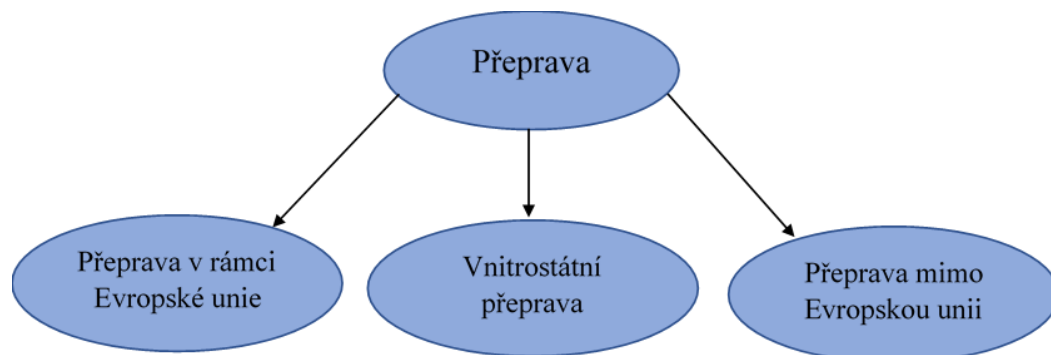 Přeprava
Přeprava v rámci
Evropské unie
Vnitrostátní
přeprava
Přeprava mimo
Evropskou unii